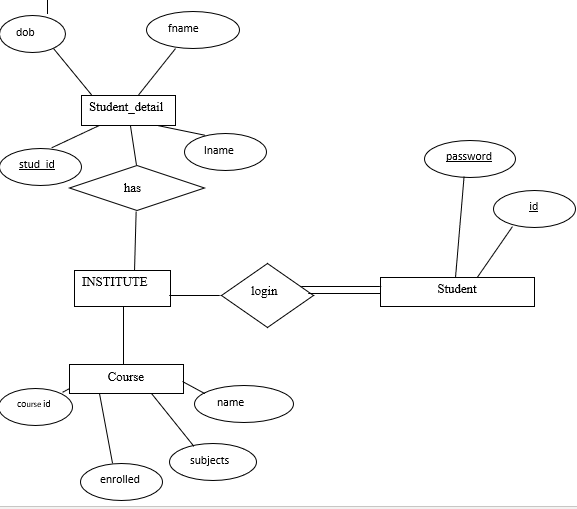 dob
fname
Student_detail
stud_id
lname
has
password
id
INSTITUTE
login
Student
Course
course id
name
subjects
enrolled